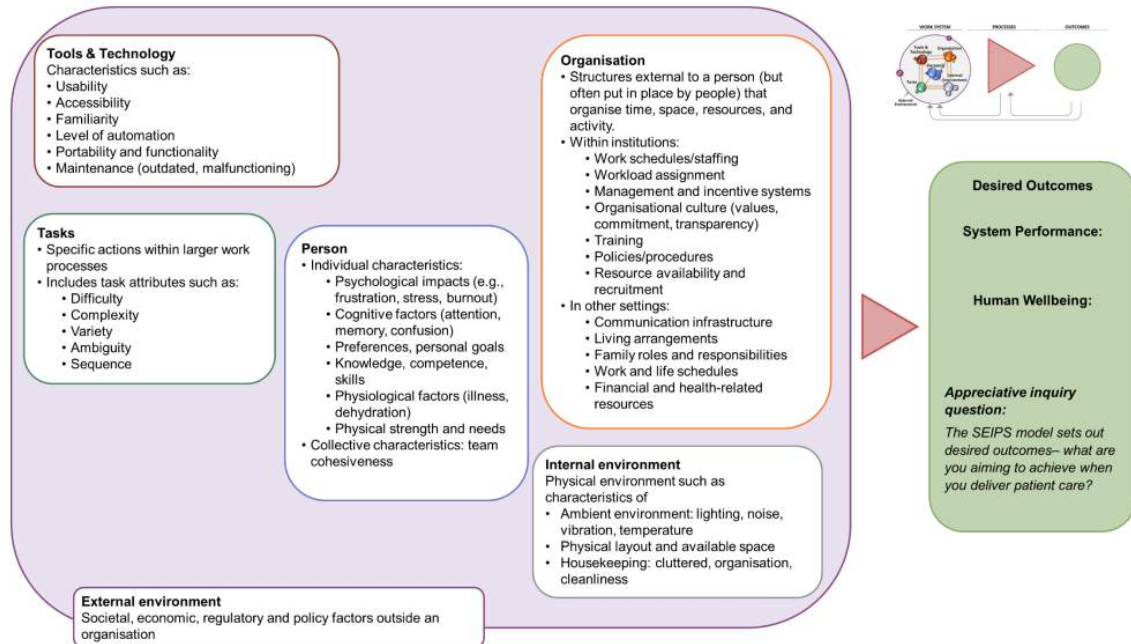 Tools & Technology
Characteristics such as:
• Usability
• Accessibility
• Familiarity
• Level of automation
• Portability and functionality
• Maintenance (outdated, malfunctioning)
Tasks
• Specific actions within larger work
processes
• Includes task attributes such as:
• Difficulty
• Complexity
• Variety
• Ambiguity
• Sequence
Person
• Individual characteristics:
• Psychological impacts (e.g.,
frustration, stress, burnout)
• Cognitive factors (attention,
memory, confusion)
• Preferences, personal goals
• Knowledge, competence,
skills
• Physiological factors (illness,
dehydration)
• Physical strength and needs
• Collective characteristics: team
cohesiveness
Organisation
• Structures external to a person (but
often put in place by people) that
organise time, space, resources, and
activity.
• Within institutions:
• Work schedules/staffing
• Workload assignment
• Management and incentive systems
• Organisational culture (values,
commitment, transparency)
• Training
• Policies/procedures
• Resource availability and
recruitment
• In other settings:
• Communication infrastructure
• Living arrangements
• Family roles and responsibilities
• Work and life schedules
• Financial and health-related
resources
Internal environment
Physical environment such as
characteristics of
• Ambient environment: lighting, noise,
vibration, temperature
• Physical layout and available space
• Housekeeping: cluttered, organisation,
cleanliness
External environment
Societal, economic, regulatory and policy factors outside an
organisation
WORK SYSTEM
PROCESSES
OUTCOMES
Tools &
Technology
Organisation
Tasks
Desired Outcomes
System Performance:
Human Wellbeing:
Appreciative inquiry
question:
The SEIPS model sets out
desired outcomes– what are
you aiming to achieve when
you deliver patient care?